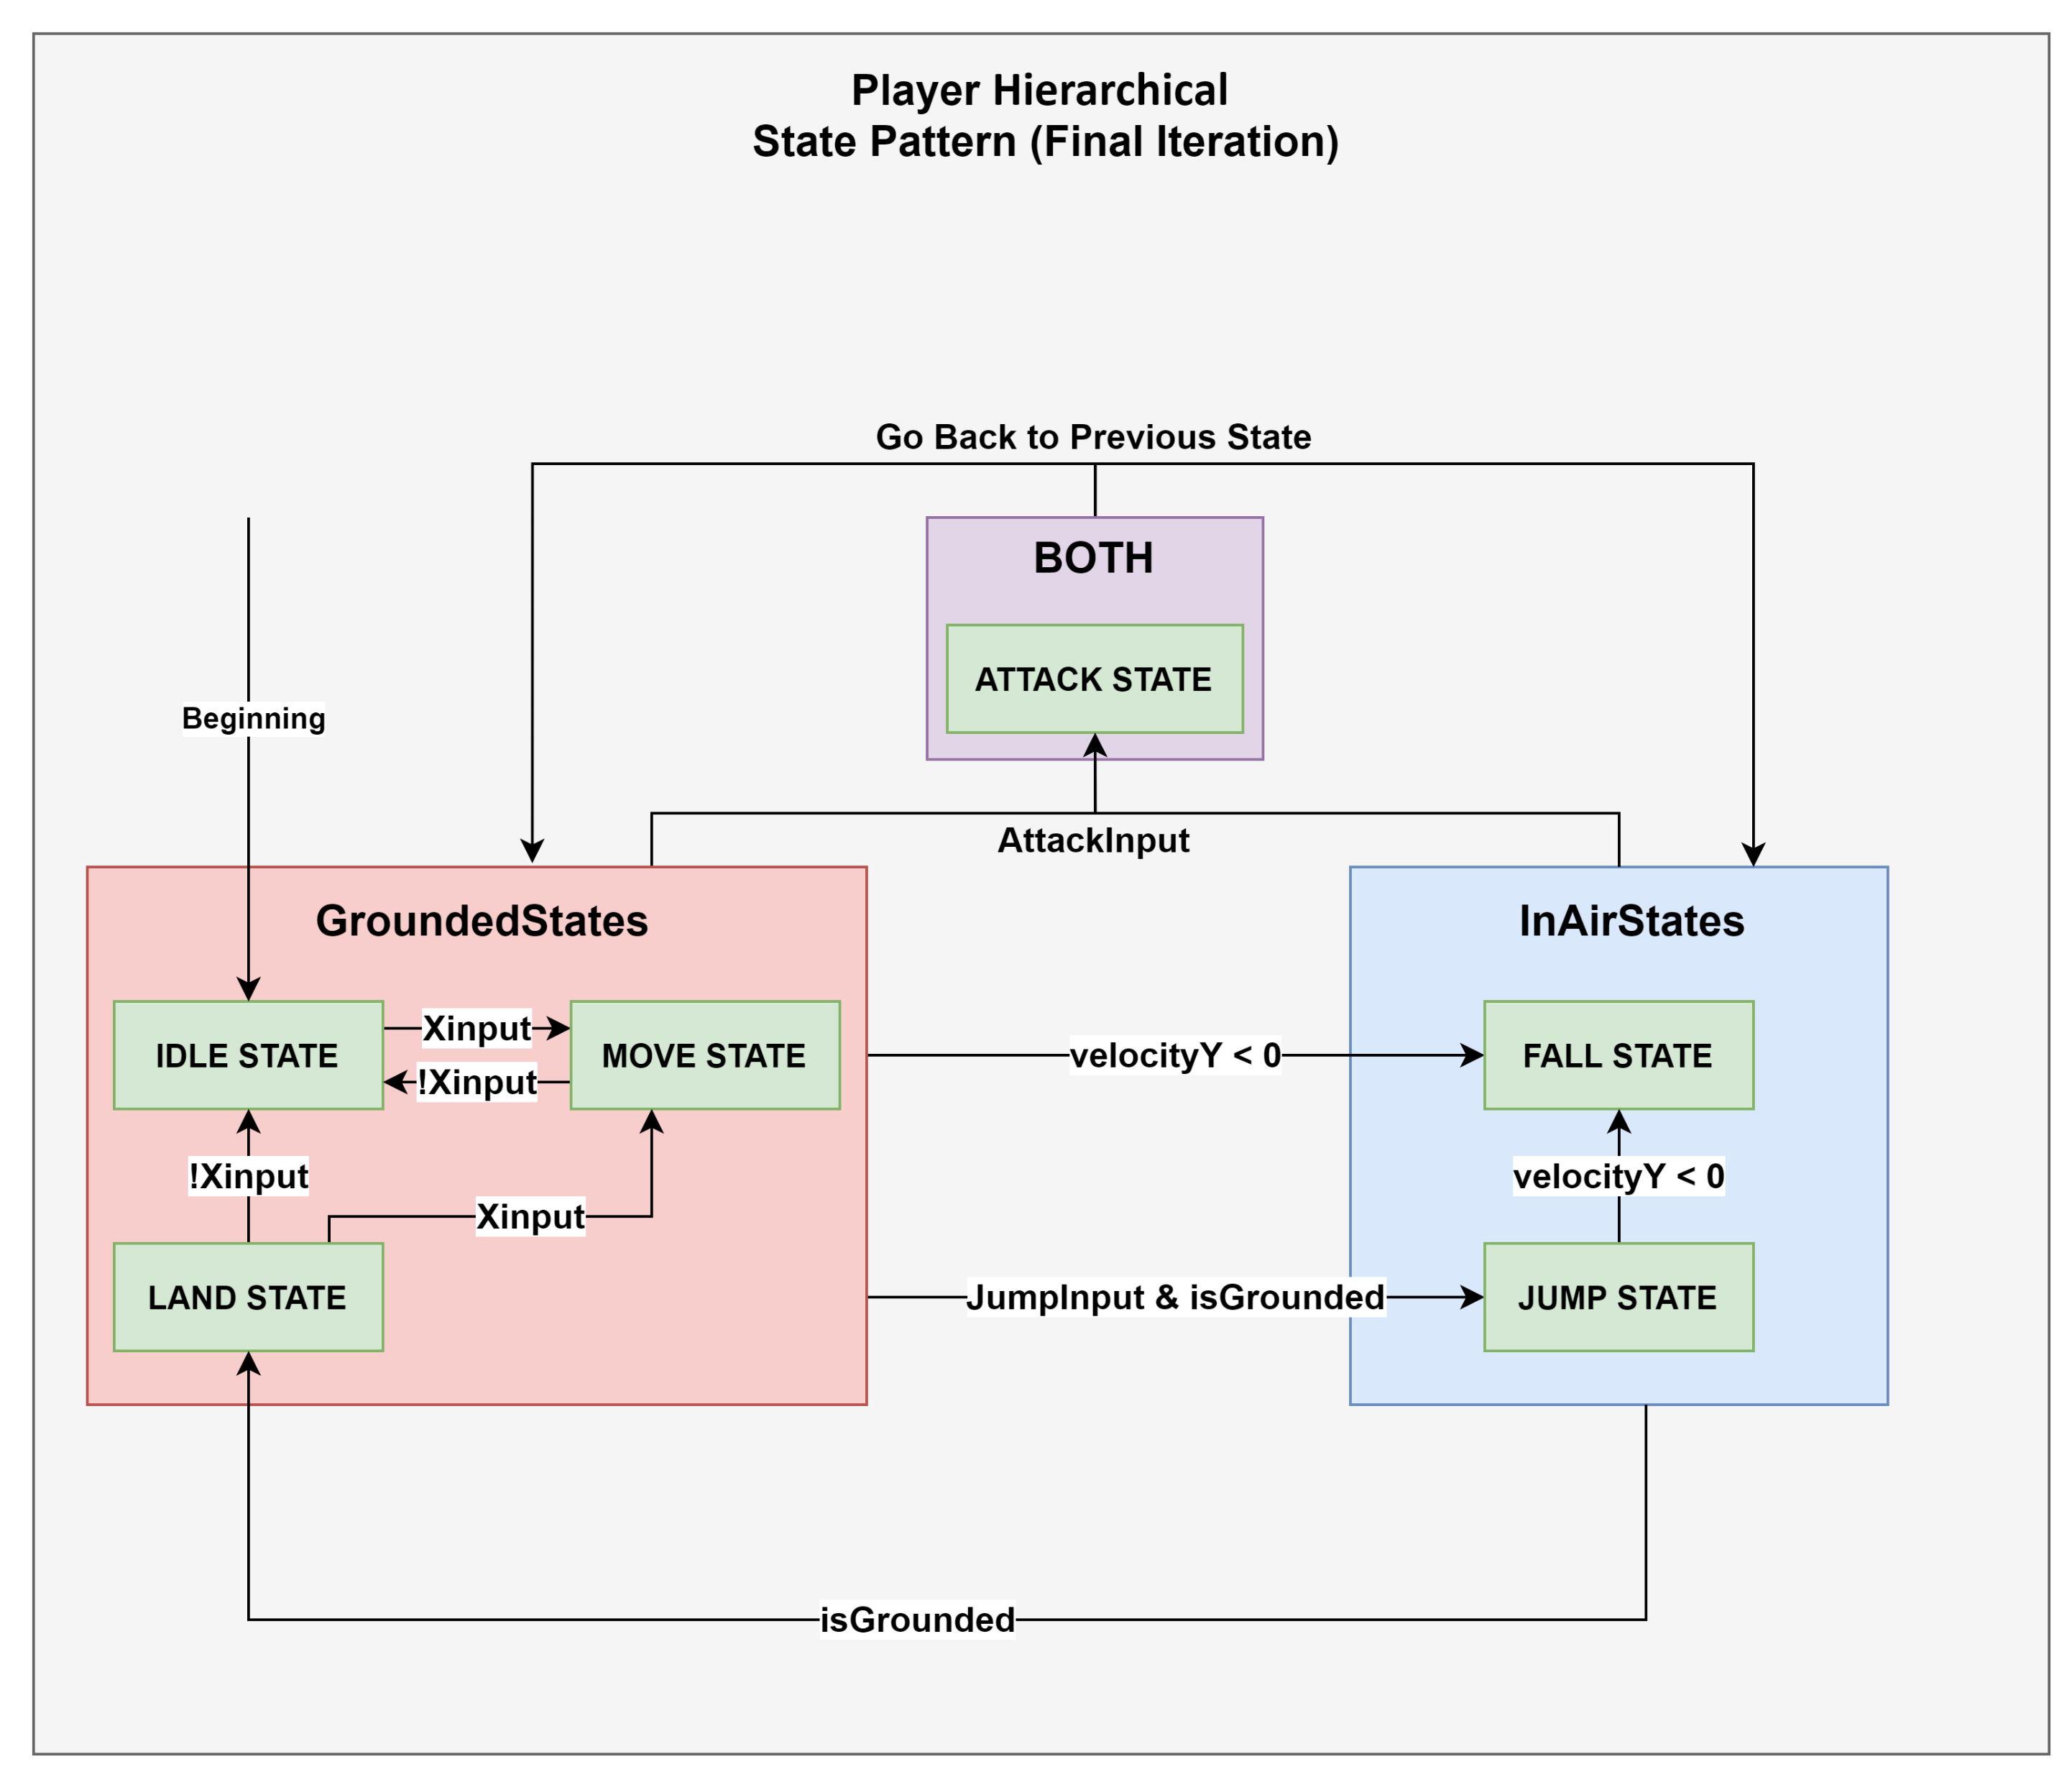 Player Hierarchical
State Pattern (Final Iteration)
Go Back to Previous State
BOTH
ATTACK STATE
Beginning
AttackInput
GroundedStates
InAirStates
Xinput
IDLE STATE
MOVE STATE
!Xinput
velocityY < 0
FALL STATE
!Xinput
Xinput
velocityY < 0
LAND STATE
JumpInput & isGrounded
JUMP STATE
isGrounded